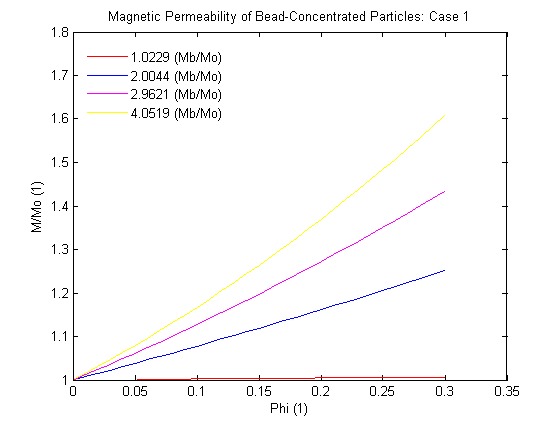 Magnetic Permeability of Bead-Concentrated Particles: Case 1
1.8
1.7
1.6
1.5
1.4
1.3
1.2
1.1
1
M/Mo (1)
1.0229 (Mb/Mo)
2.0044 (Mb/Mo)
2.9621 (Mb/Mo)
4.0519 (Mb/Mo)
0 0.05 0.1 0.15 0.2 0.25 0.3 0.35
Phi (1)